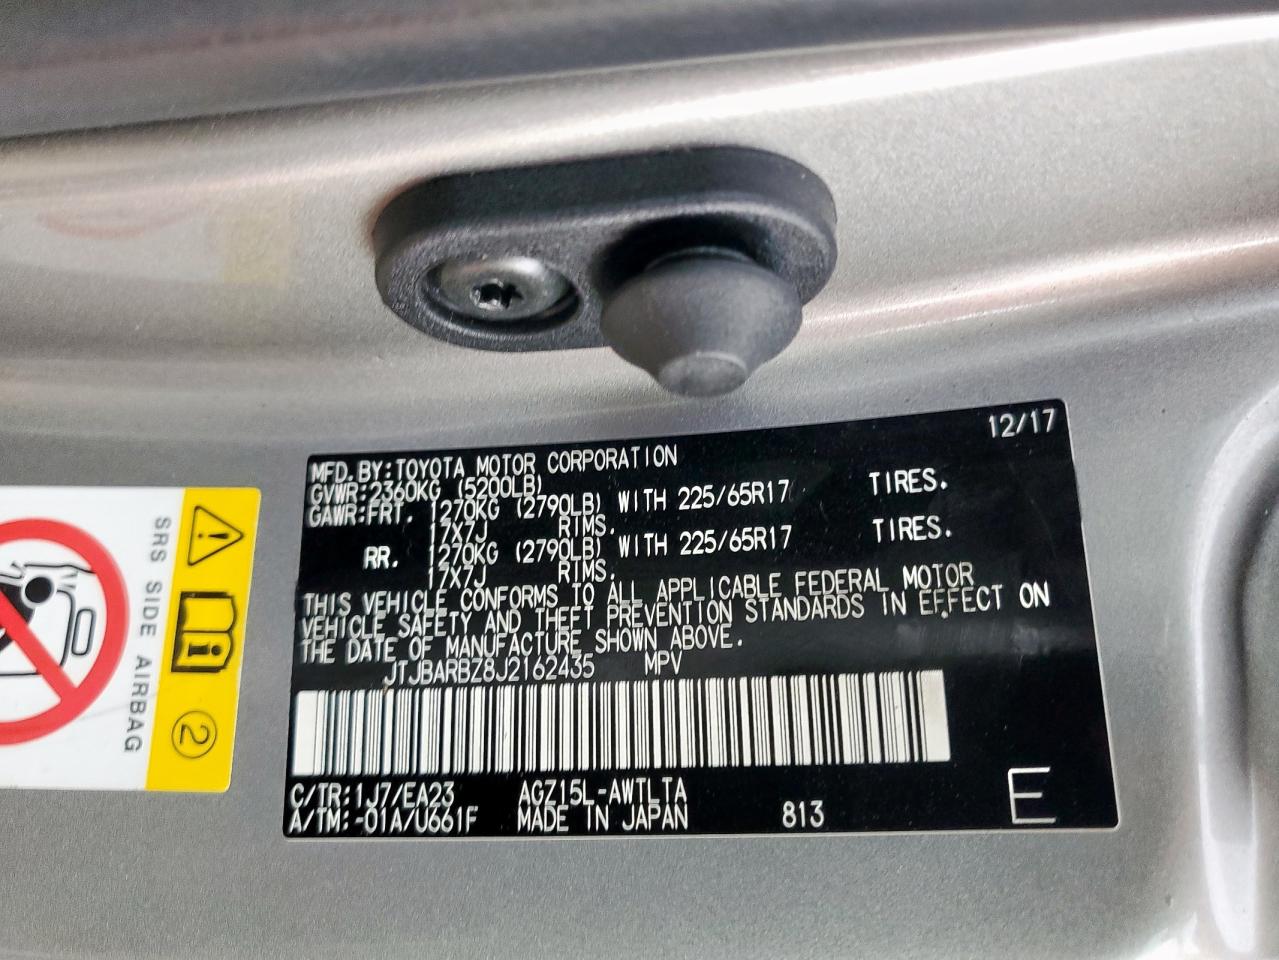 12/17
MFD.BY:TOYOTA MOTOR CORPORATION
GVWR:2360KG (5200LB)
GAWR:FRT. 1270KG (2790LB) WITH 225/65R17 TIRES.
17X7J RIMS.
RR. 1270KG (2790LB) WITH 225/65R17 TIRES.
17X7J RIMS.
THIS VEHICLE CONFORMS TO ALL APPLICABLE FEDERAL MOTOR
VEHICLE SAFETY AND THEFT PREVENTION STANDARDS IN EFFECT ON
THE DATE OF MANUFACTURE SHOWN ABOVE.
JTJBARBZ8J2162435 MPV
C/TR:1J7/EA23 AGZ15L-AWTLTA
A/TM:-01A/U661F MADE IN JAPAN 813
E
SRS SIDE AIRBAG
2